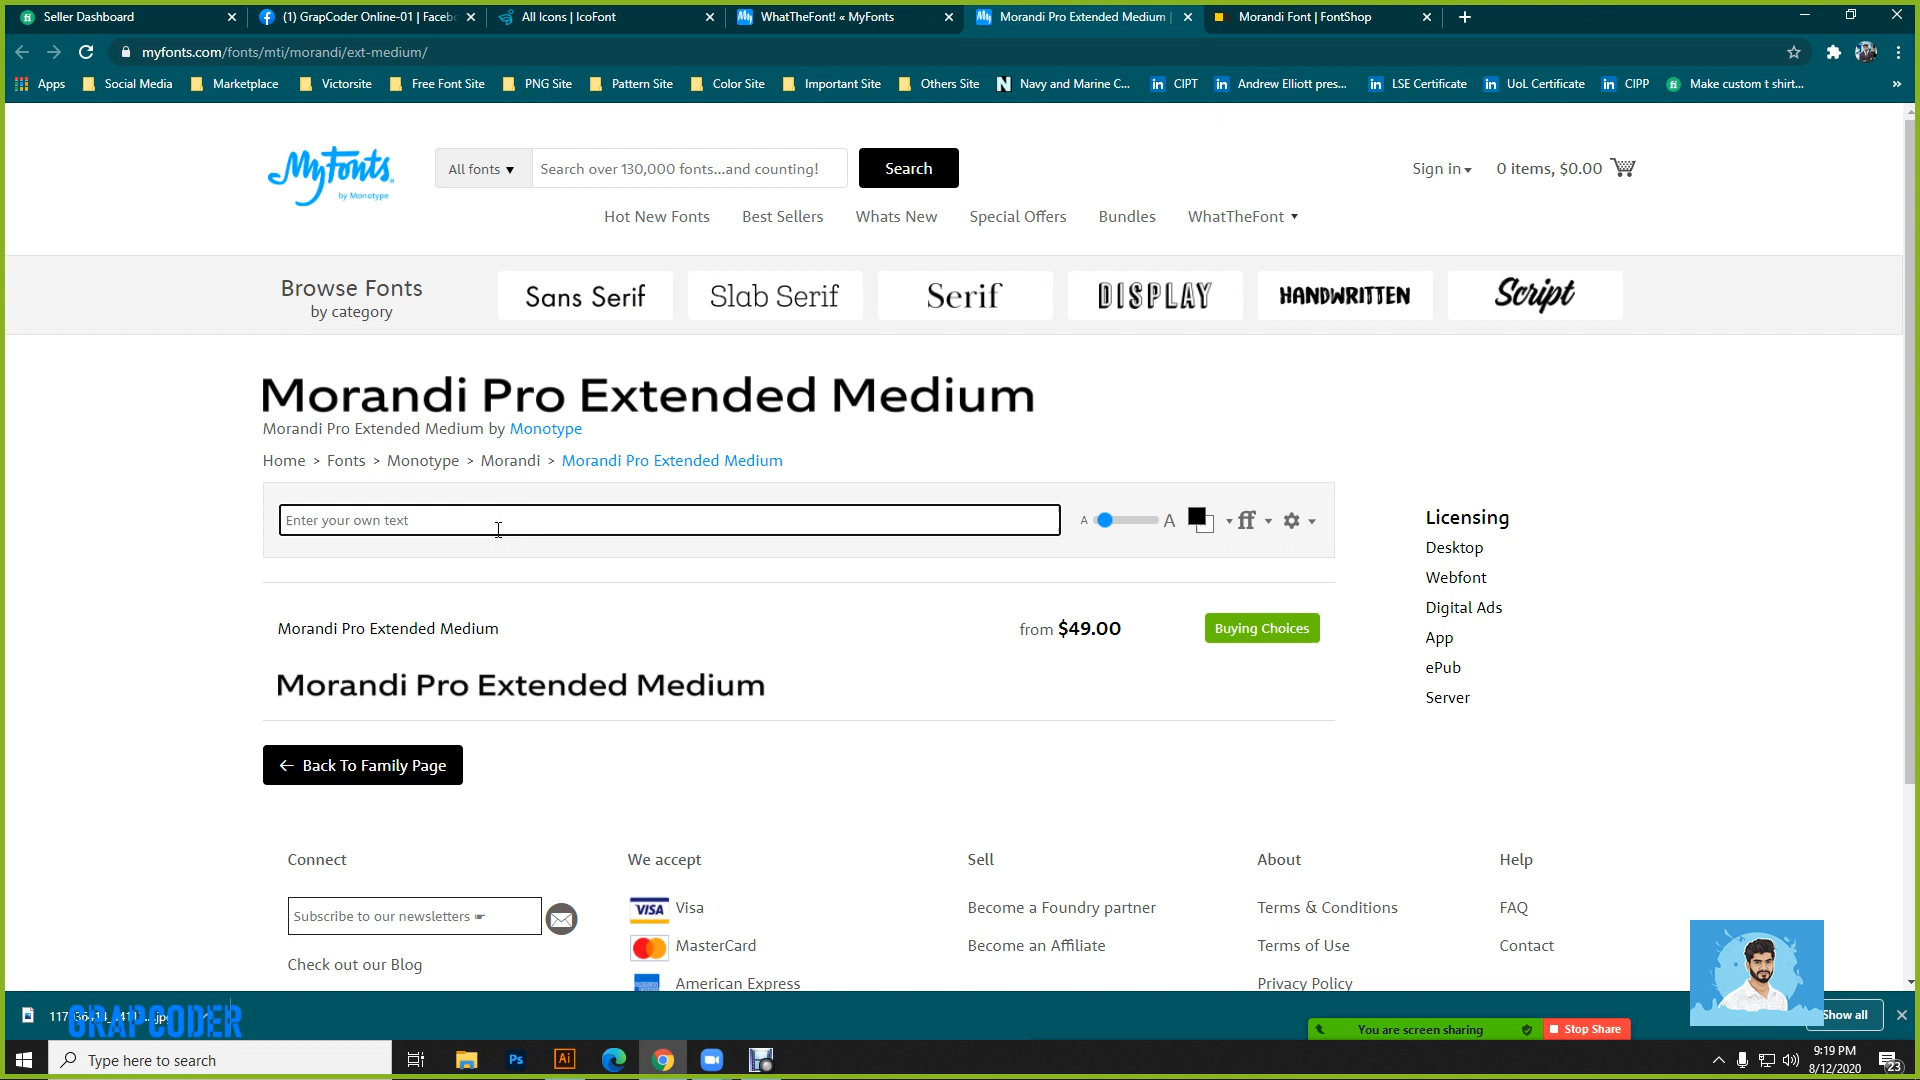 Seller Dashboard
(1) GrapCoder Online-01 | Facebo
All Icons | IcoFont
WhatTheFont! « MyFonts
Morandi Pro Extended Medium |
Morandi Font | FontShop
myfonts.com/fonts/mti/morandi/ext-medium/
Apps
Social Media
Marketplace
Victorsite
Free Font Site
PNG Site
Pattern Site
Color Site
Important Site
Others Site
Navy and Marine C...
CIPT
Andrew Elliott pres...
LSE Certificate
UoL Certificate
CIPP
Make custom t shirt...
MyFonts
by Monotype
All fonts
Search over 130,000 fonts...and counting!
Search
Sign in
0 items, $0.00
Hot New Fonts
Best Sellers
Whats New
Special Offers
Bundles
WhatTheFont
Browse Fonts
by category
Sans Serif
Slab Serif
Serif
DISPLAY
HANDWRITTEN
Script
Morandi Pro Extended Medium
Morandi Pro Extended Medium by Monotype
Home > Fonts > Monotype > Morandi > Morandi Pro Extended Medium
Enter your own text
A
A
ff
Licensing
Desktop
Webfont
Digital Ads
App
ePub
Server
Morandi Pro Extended Medium
from $49.00
Buying Choices
Morandi Pro Extended Medium
← Back To Family Page
Connect
Subscribe to our newsletters
Check out our Blog
We accept
VISA Visa
MasterCard
American Express
Sell
Become a Foundry partner
Become an Affiliate
About
Terms & Conditions
Terms of Use
Privacy Policy
Help
FAQ
Contact
GRAPCODER
Show all
You are screen sharing
Stop Share
Type here to search
Ps
Ai
9:19 PM
8/12/2020
23